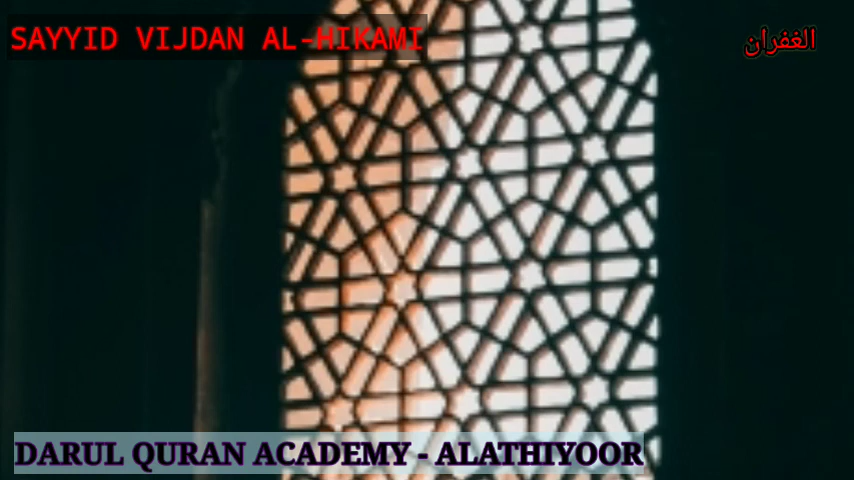 SAYYID VIJDAN AL-HIKAMI
الغفران
DARUL QURAN ACADEMY - ALATHIYOOR